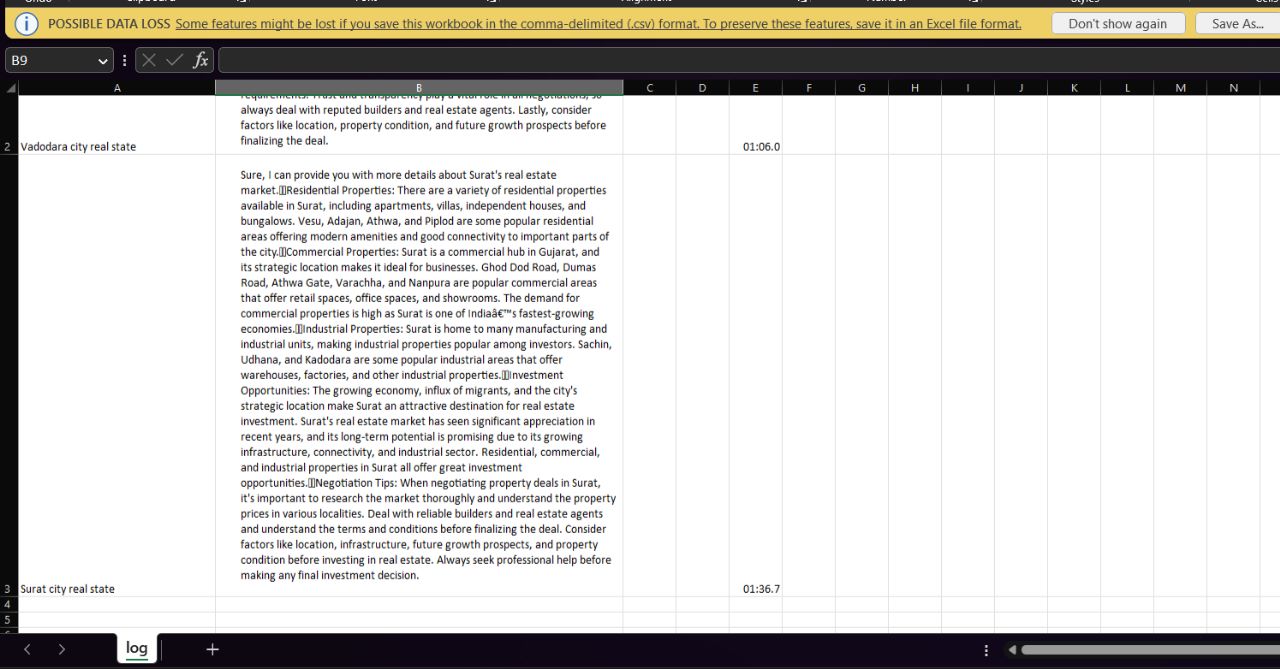 POSSIBLE DATA LOSS Some features might be lost if you save this workbook in the comma-delimited (.csv) format. To preserve these features, save it in an Excel file format. Don't show again Save As...
B9 fx
A B C D E F G H I J K L M N
requirements. Trust and transparency play a vital role in all negotiations, so
always deal with reputed builders and real estate agents. Lastly, consider
factors like location, property condition, and future growth prospects before
finalizing the deal.
2 Vadodara city real state 01:06.0
Sure, I can provide you with more details about Surat's real estate
market.▯▯Residential Properties: There are a variety of residential properties
available in Surat, including apartments, villas, independent houses, and
bungalows. Vesu, Adajan, Athwa, and Piplod are some popular residential
areas offering modern amenities and good connectivity to important parts of
the city.▯▯Commercial Properties: Surat is a commercial hub in Gujarat, and
its strategic location makes it ideal for businesses. Ghod Dod Road, Dumas
Road, Athwa Gate, Varachha, and Nanpura are popular commercial areas
that offer retail spaces, office spaces, and showrooms. The demand for
commercial properties is high as Surat is one of Indiaâ€™s fastest-growing
economies.▯▯Industrial Properties: Surat is home to many manufacturing and
industrial units, making industrial properties popular among investors. Sachin,
Udhana, and Kadodara are some popular industrial areas that offer
warehouses, factories, and other industrial properties.▯▯Investment
Opportunities: The growing economy, influx of migrants, and the city's
strategic location make Surat an attractive destination for real estate
investment. Surat's real estate market has seen significant appreciation in
recent years, and its long-term potential is promising due to its growing
infrastructure, connectivity, and industrial sector. Residential, commercial,
and industrial properties in Surat all offer great investment
opportunities.▯▯Negotiation Tips: When negotiating property deals in Surat,
it's important to research the market thoroughly and understand the property
prices in various localities. Deal with reliable builders and real estate agents
and understand the terms and conditions before finalizing the deal. Consider
factors like location, infrastructure, future growth prospects, and property
condition before investing in real estate. Always seek professional help before
making any final investment decision.
3 Surat city real state 01:36.7
4
5
log